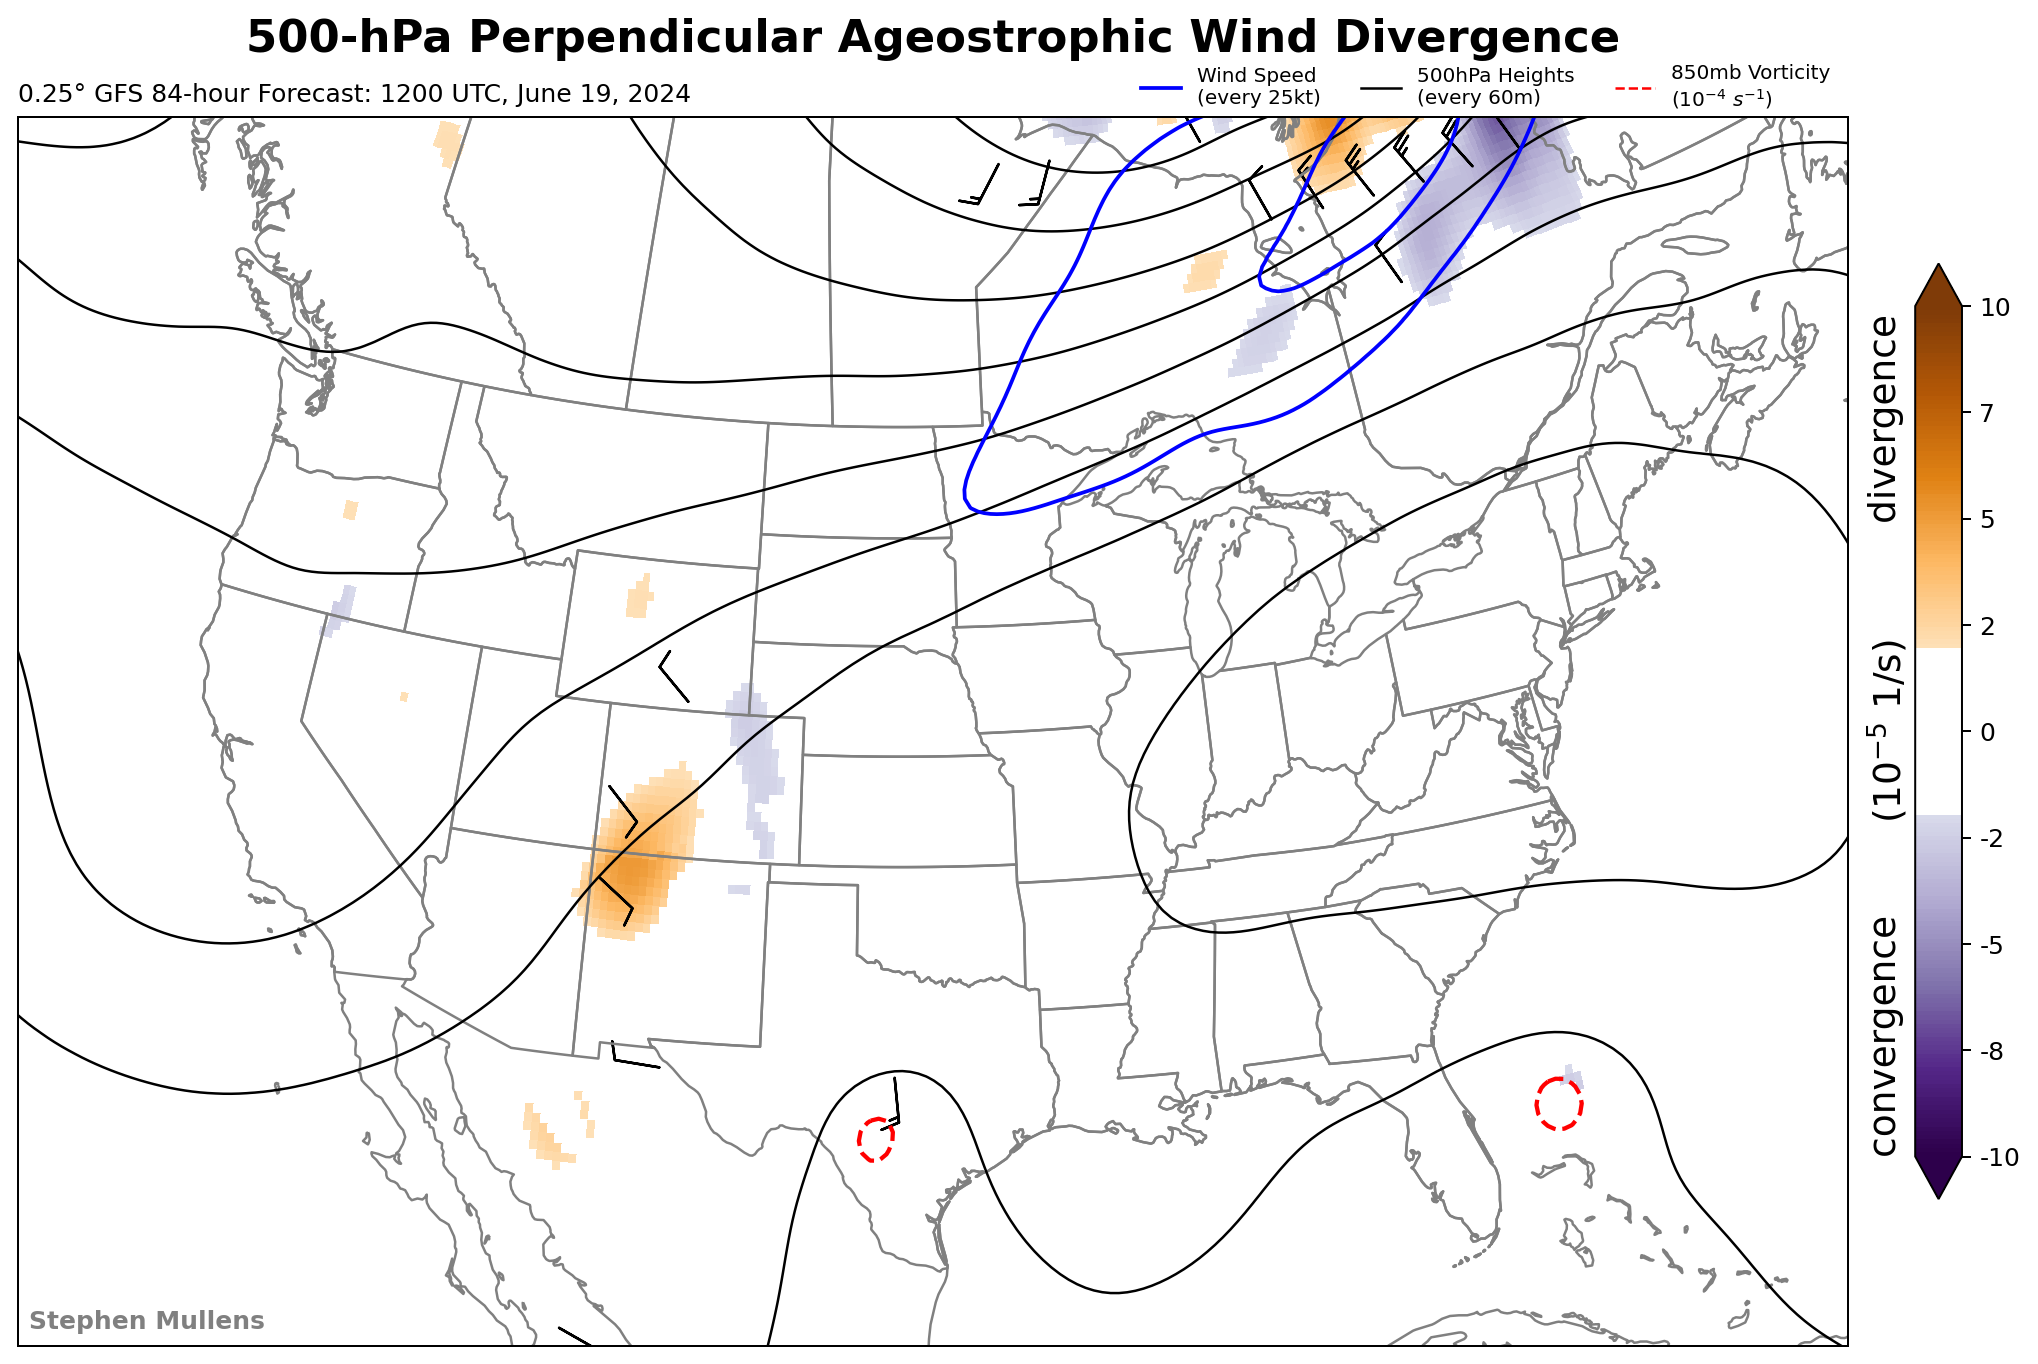 500-hPa Perpendicular Ageostrophic Wind Divergence
0.25° GFS 84-hour Forecast: 1200 UTC, June 19, 2024
Wind Speed
(every 25kt)
500hPa Heights
(every 60m)
850mb Vorticity
(10⁻⁴ s⁻¹)
10
7
5
2
0
-2
-5
-8
-10
convergence (10⁻⁵ 1/s) divergence
Stephen Mullens